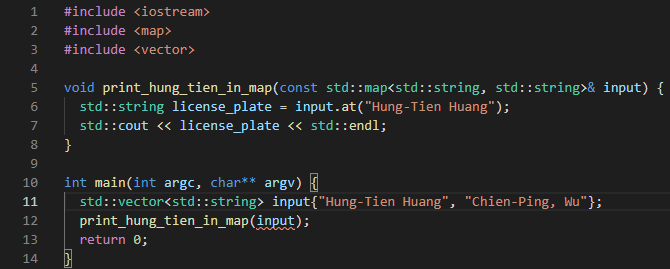 1 #include <iostream>
2 #include <map>
3 #include <vector>
4
5 void print_hung_tien_in_map(const std::map<std::string, std::string>& input) {
6   std::string license_plate = input.at("Hung-Tien Huang");
7   std::cout << license_plate << std::endl;
8 }
9
10 int main(int argc, char** argv) {
11   std::vector<std::string> input{"Hung-Tien Huang", "Chien-Ping, Wu"};
12   print_hung_tien_in_map(input);
13   return 0;
14 }